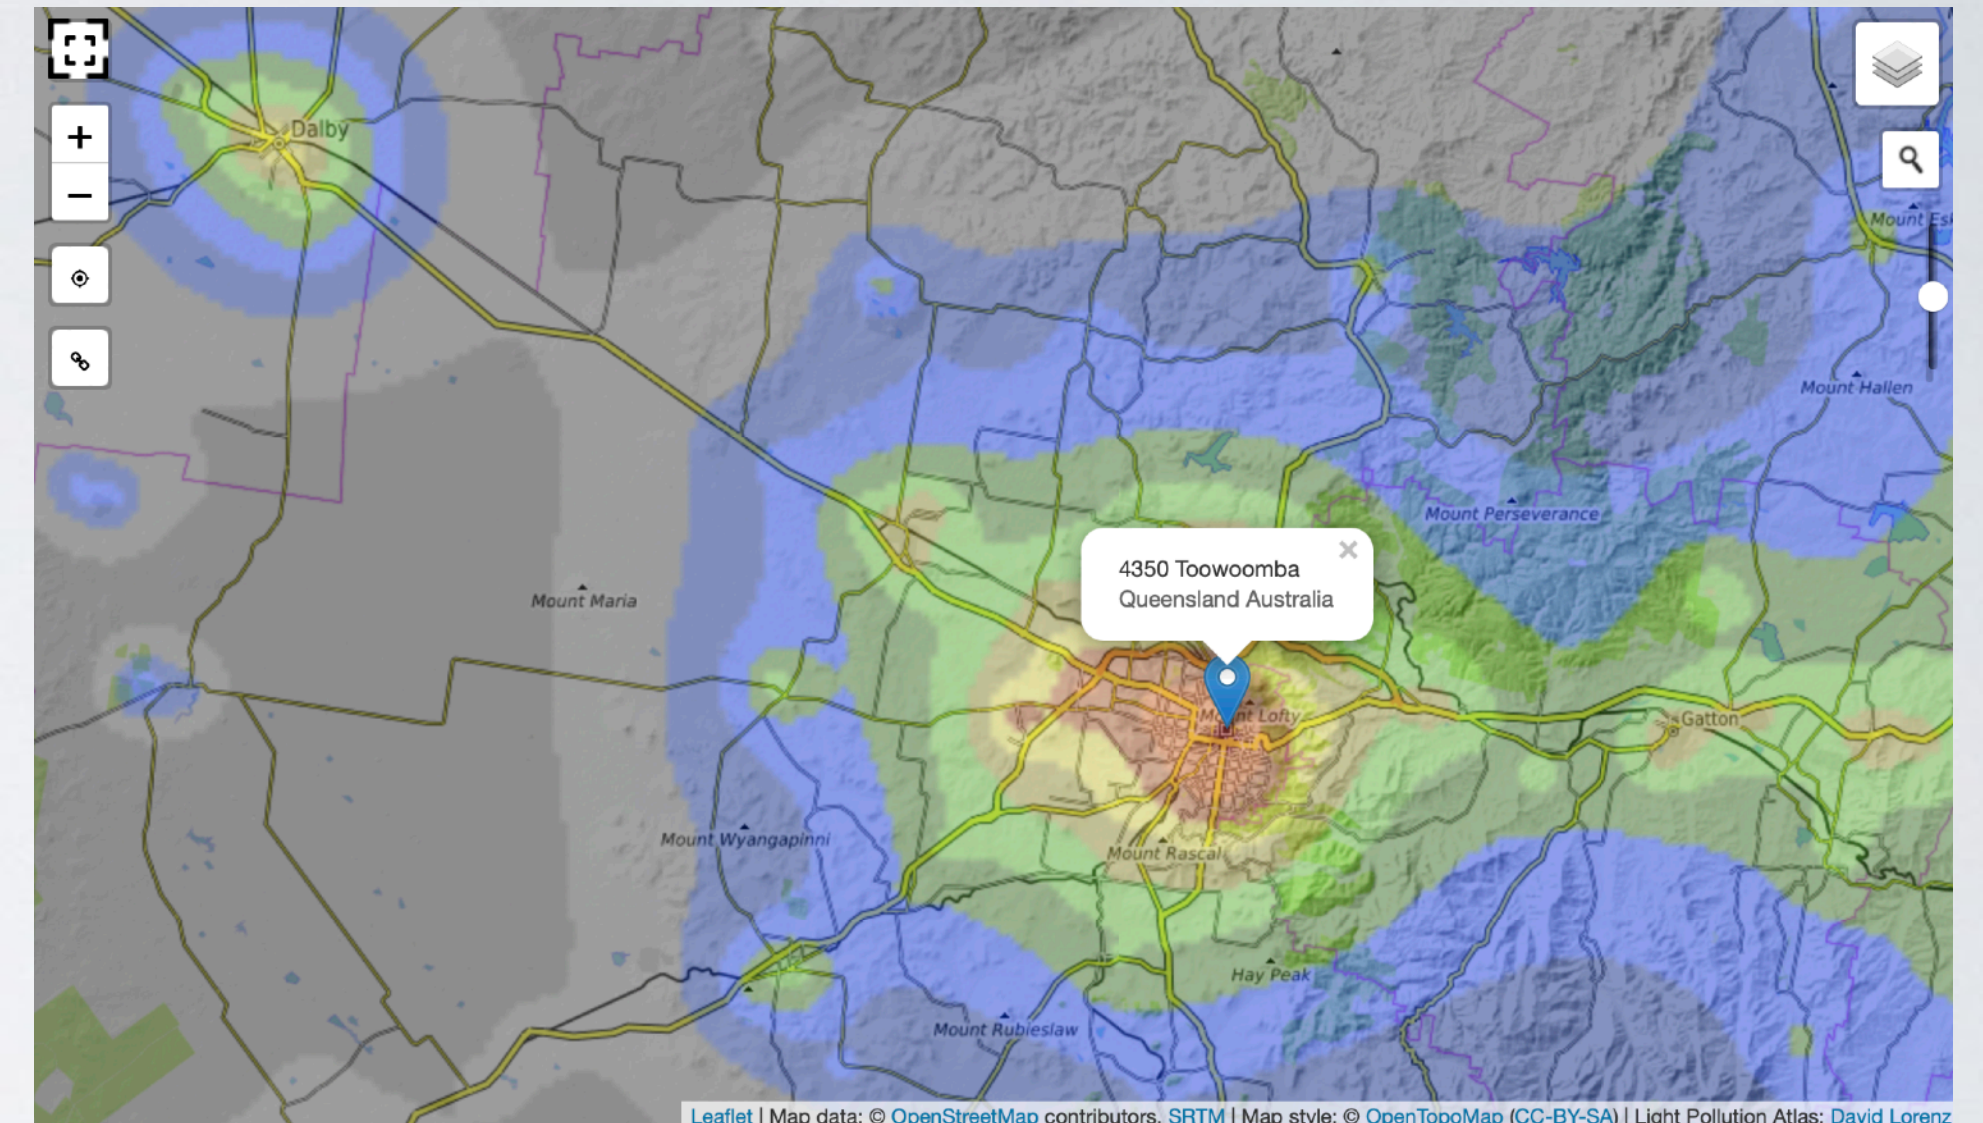 +
−
Dalby
Mount Esk
Mount Hallen
Mount Perseverance
4350 Toowoomba
Queensland Australia
×
Mount Maria
Mount Lofty
Gatton
Mount Wyangapinni
Mount Rascal
Hay Peak
Mount Rubieslaw
Leaflet | Map data: © OpenStreetMap contributors, SRTM | Map style: © OpenTopoMap (CC-BY-SA) | Light Pollution Atlas: David Lorenz